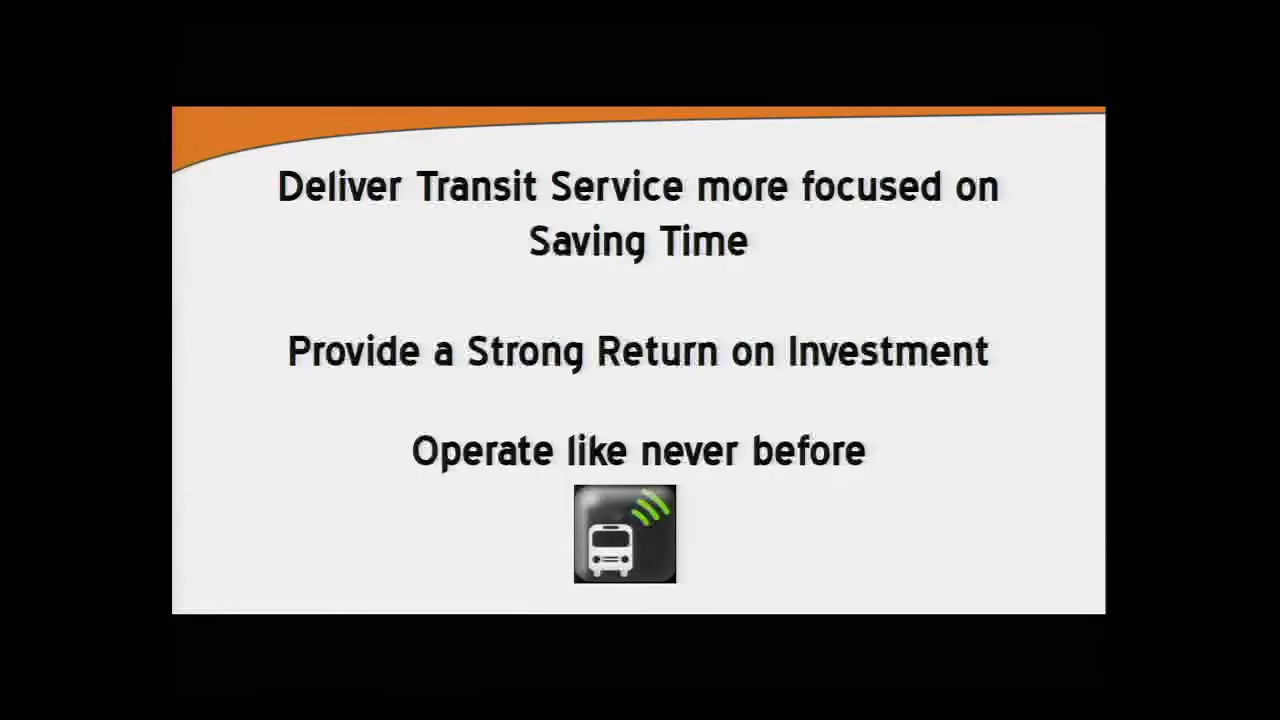 Deliver Transit Service more focused on
Saving Time
Provide a Strong Return on Investment
Operate like never before